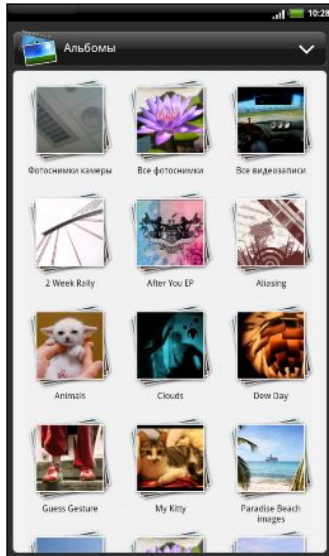 10:28
Альбомы
Фотоснимки камеры
Все фотоснимки
Все видеозаписи
2 Week Rally
After You EP
Aliasing
Animals
Clouds
Dew Day
Guess Gesture
My Kitty
Paradise Beach
images